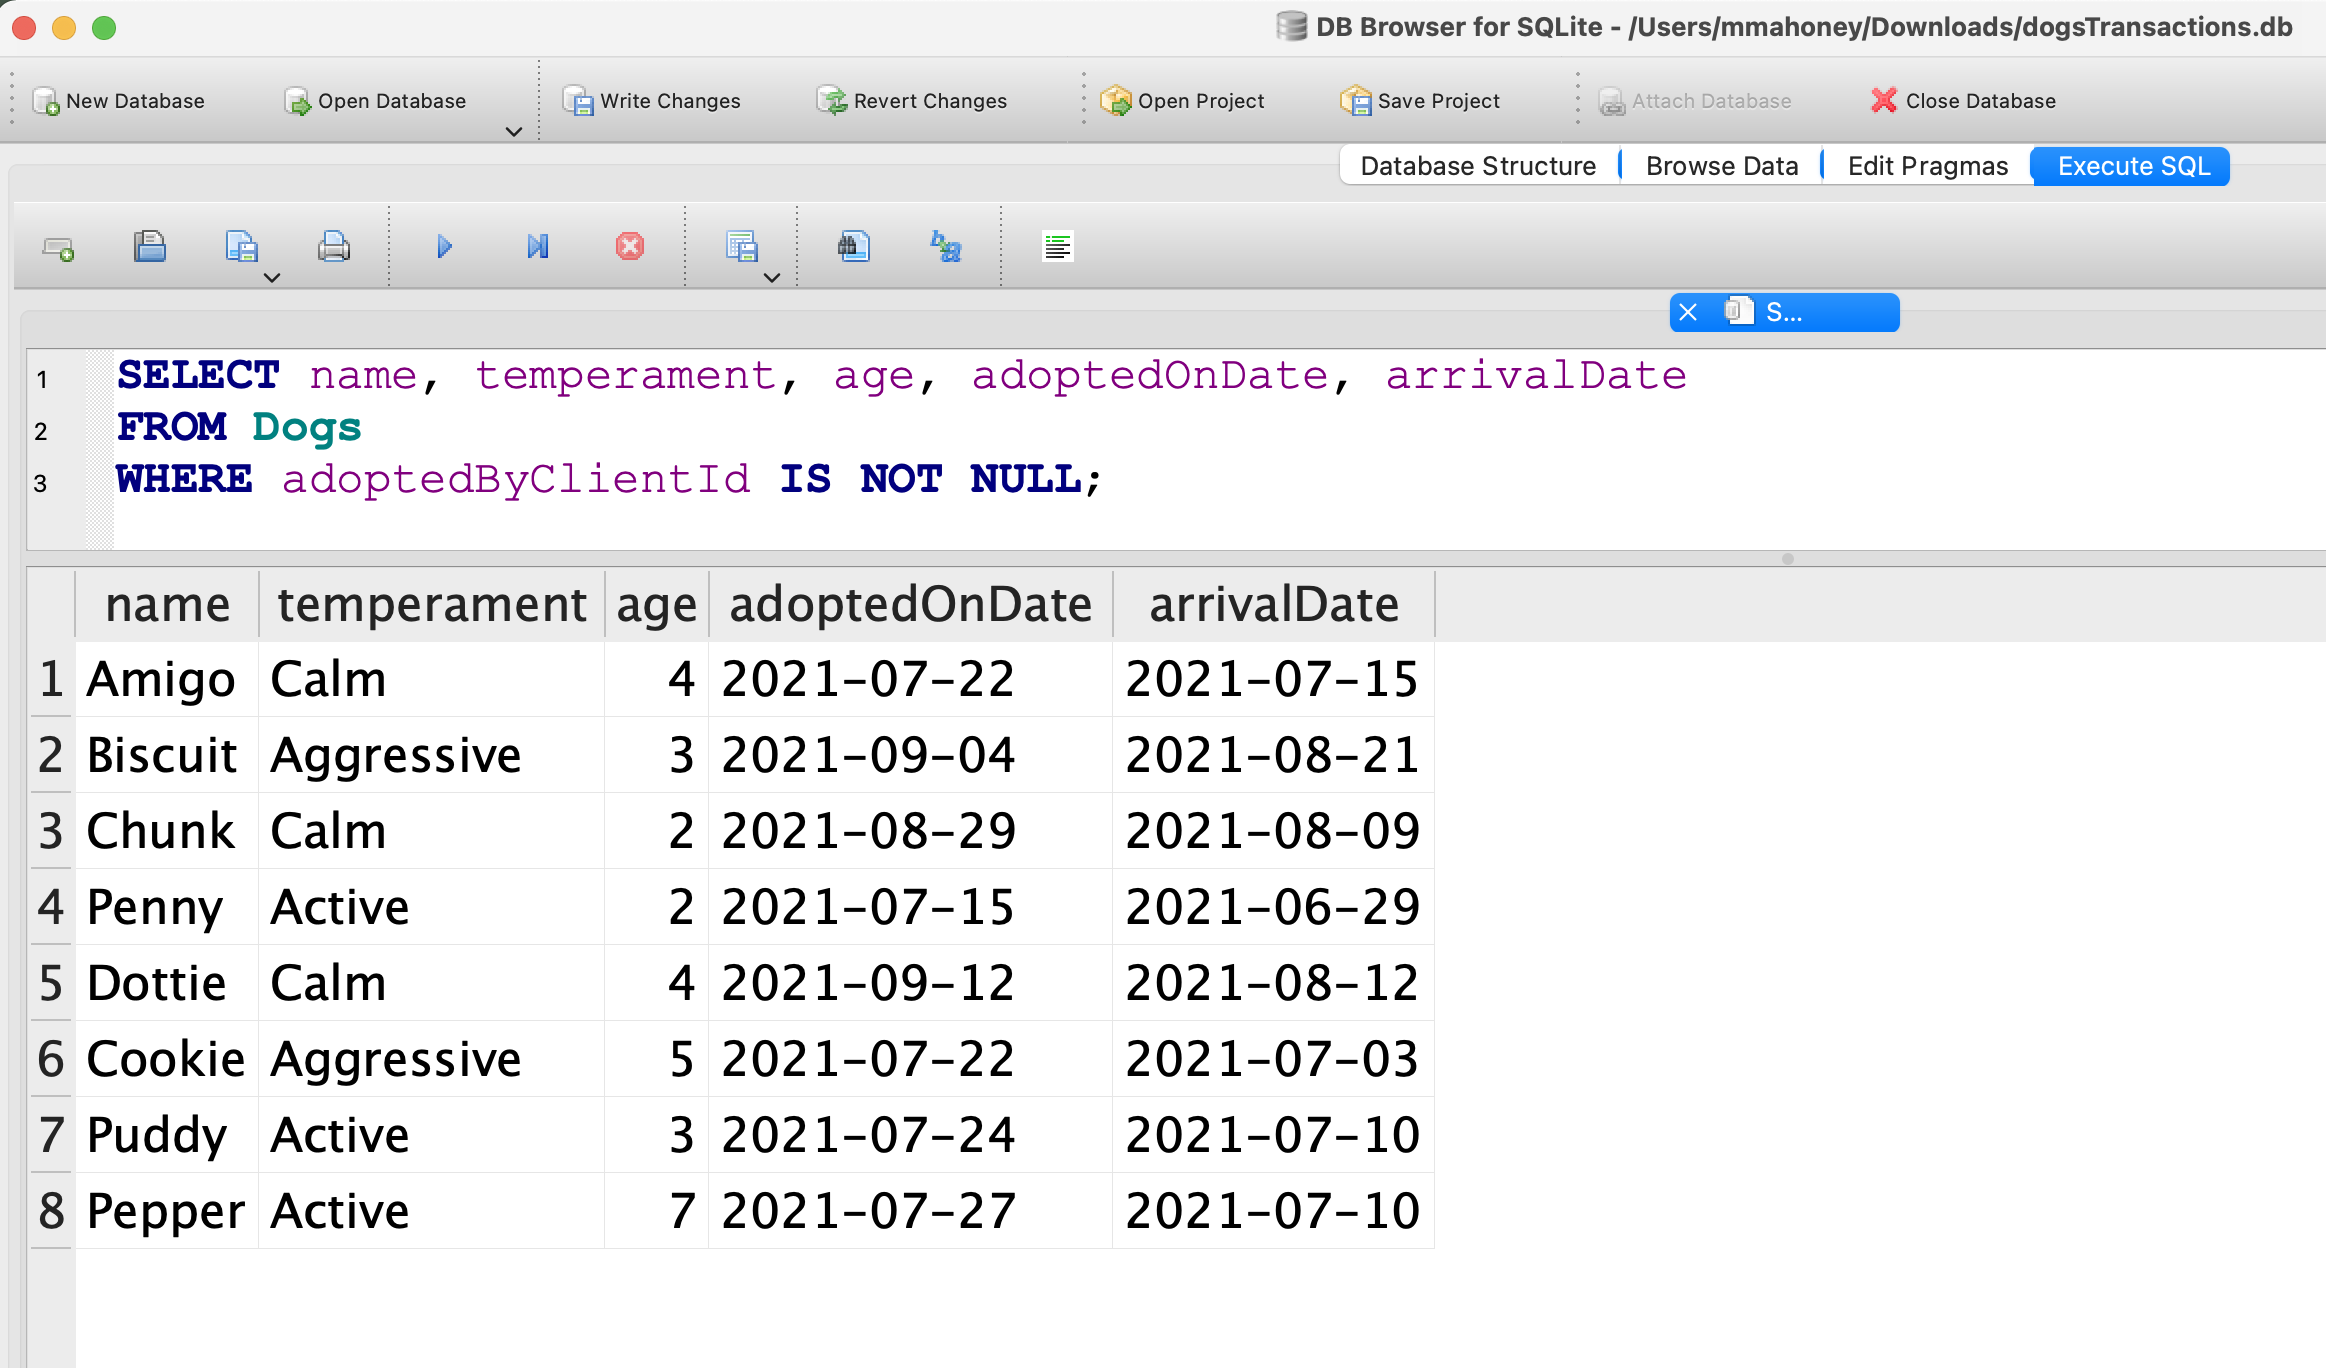 DB Browser for SQLite - /Users/mmahoney/Downloads/dogsTransactions.db
New Database Open Database Write Changes Revert Changes Open Project Save Project Attach Database Close Database
Database Structure Browse Data Edit Pragmas Execute SQL
S...
1 SELECT name, temperament, age, adoptedOnDate, arrivalDate
2 FROM Dogs
3 WHERE adoptedByClientId IS NOT NULL;
name temperament age adoptedOnDate arrivalDate
1 Amigo Calm 4 2021-07-22 2021-07-15
2 Biscuit Aggressive 3 2021-09-04 2021-08-21
3 Chunk Calm 2 2021-08-29 2021-08-09
4 Penny Active 2 2021-07-15 2021-06-29
5 Dottie Calm 4 2021-09-12 2021-08-12
6 Cookie Aggressive 5 2021-07-22 2021-07-03
7 Puddy Active 3 2021-07-24 2021-07-10
8 Pepper Active 7 2021-07-27 2021-07-10